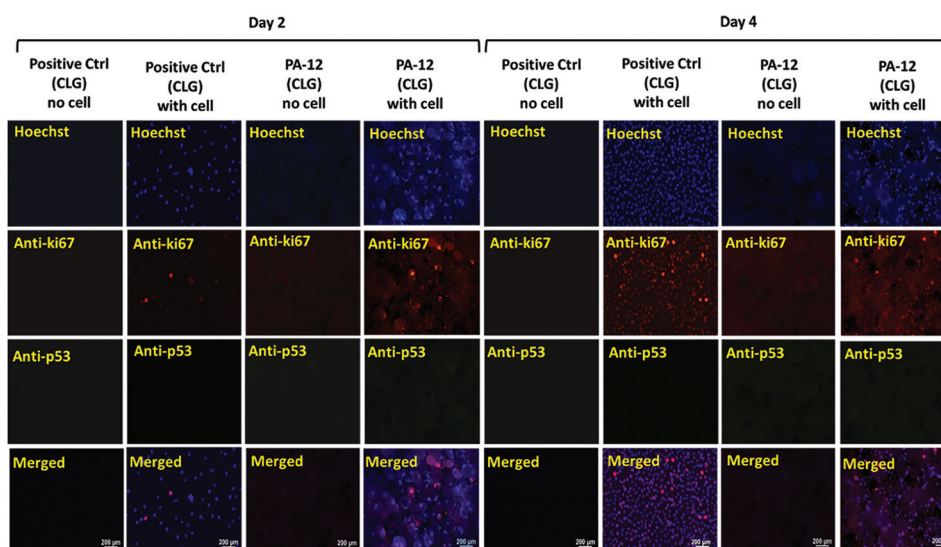 Day 2
Day 4
Positive Ctrl
(CLG)
no cell
Positive Ctrl
(CLG)
with cell
PA-12
(CLG)
no cell
PA-12
(CLG)
with cell
Positive Ctrl
(CLG)
no cell
Positive Ctrl
(CLG)
with cell
PA-12
(CLG)
no cell
PA-12
(CLG)
with cell
Hoechst Hoechst Hoechst Hoechst Hoechst Hoechst Hoechst Hoechst
Anti-ki67 Anti-ki67 Anti-ki67 Anti-ki67 Anti-ki67 Anti-ki67 Anti-ki67 Anti-ki67
Anti-p53 Anti-p53 Anti-p53 Anti-p53 Anti-p53 Anti-p53 Anti-p53 Anti-p53
Merged Merged Merged Merged Merged Merged Merged Merged
200 µm 200 µm 200 µm 200 µm 200 µm 200 µm 200 µm 200 µm